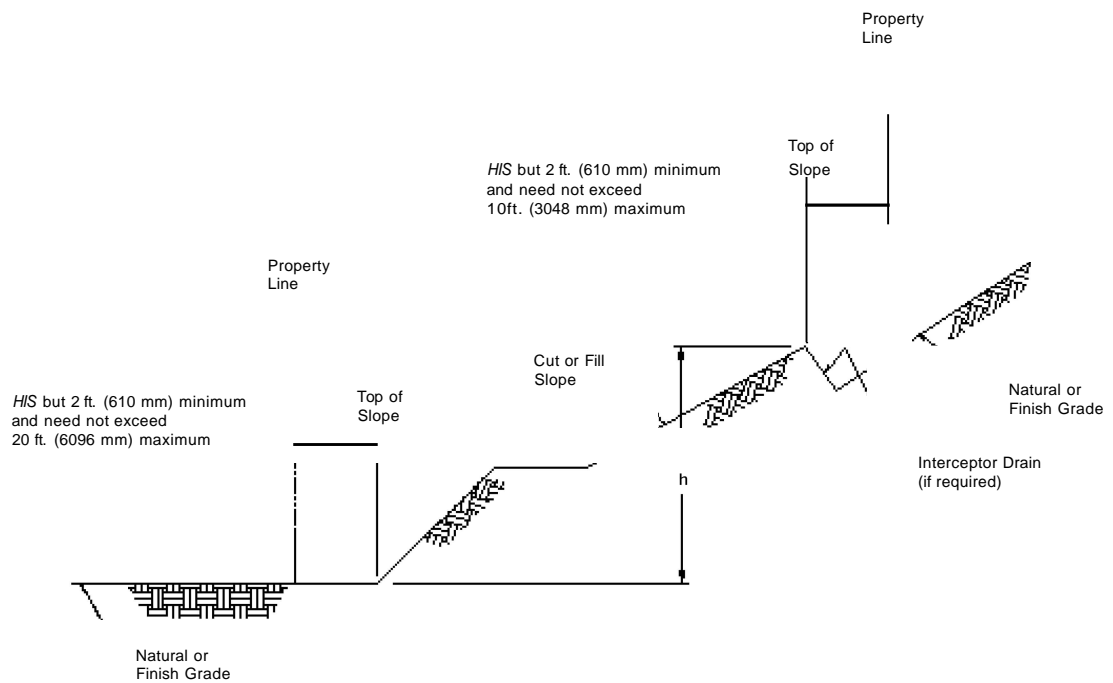 Property
Line
Top of
Slope
HIS but 2 ft. (610 mm) minimum
and need not exceed
10ft. (3048 mm) maximum
Property
Line
Cut or Fill
Slope
HIS but 2 ft. (610 mm) minimum
and need not exceed
20 ft. (6096 mm) maximum
Top of
Slope
Natural or
Finish Grade
Interceptor Drain
(if required)
h
Natural or
Finish Grade